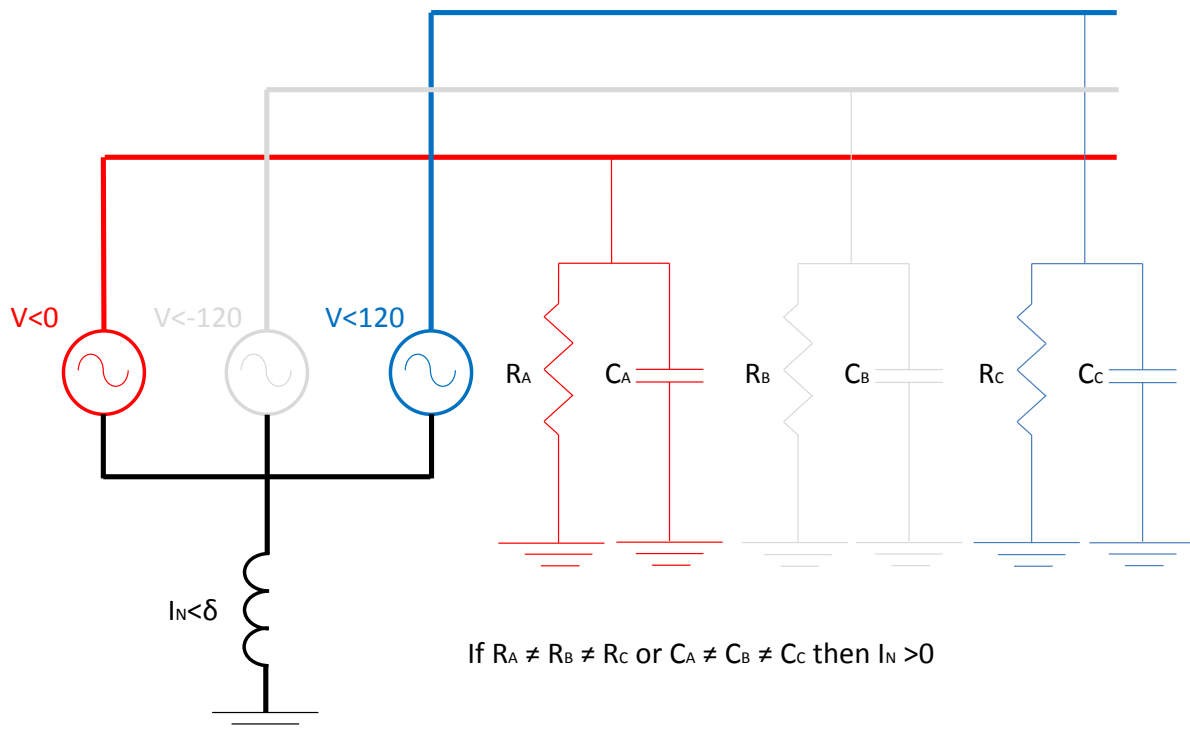 V<0
V<-120
V<120
RA
CA
RB
CB
RC
CC
IN<δ
If RA ≠ RB ≠ RC or CA ≠ CB ≠ CC then IN >0